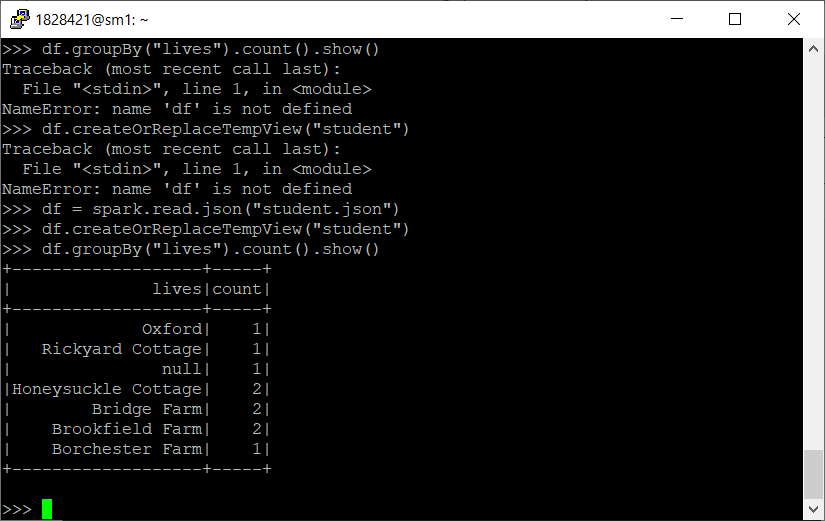 1828421@sm1: ~
>>> df.groupBy("lives").count().show()
Traceback (most recent call last):
  File "<stdin>", line 1, in <module>
NameError: name 'df' is not defined
>>> df.createOrReplaceTempView("student")
Traceback (most recent call last):
  File "<stdin>", line 1, in <module>
NameError: name 'df' is not defined
>>> df = spark.read.json("student.json")
>>> df.createOrReplaceTempView("student")
>>> df.groupBy("lives").count().show()
+-------------------+-----+
|              lives|count|
+-------------------+-----+
|             Oxford|    1|
|   Rickyard Cottage|    1|
|               null|    1|
|Honeysuckle Cottage|    2|
|        Bridge Farm|    2|
|    Brookfield Farm|    2|
|    Borchester Farm|    1|
+-------------------+-----+
>>>